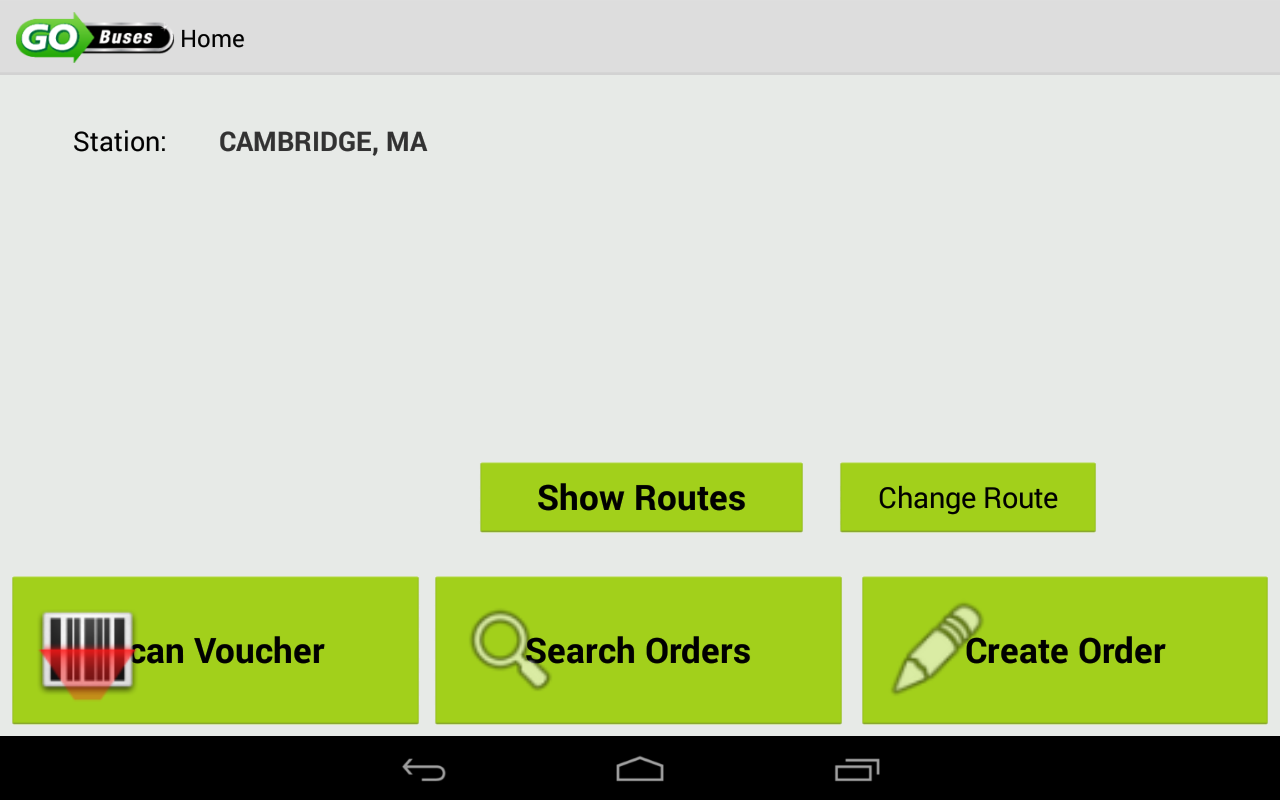 GO Buses Home
Station: CAMBRIDGE, MA
Show Routes Change Route
can Voucher Search Orders Create Order